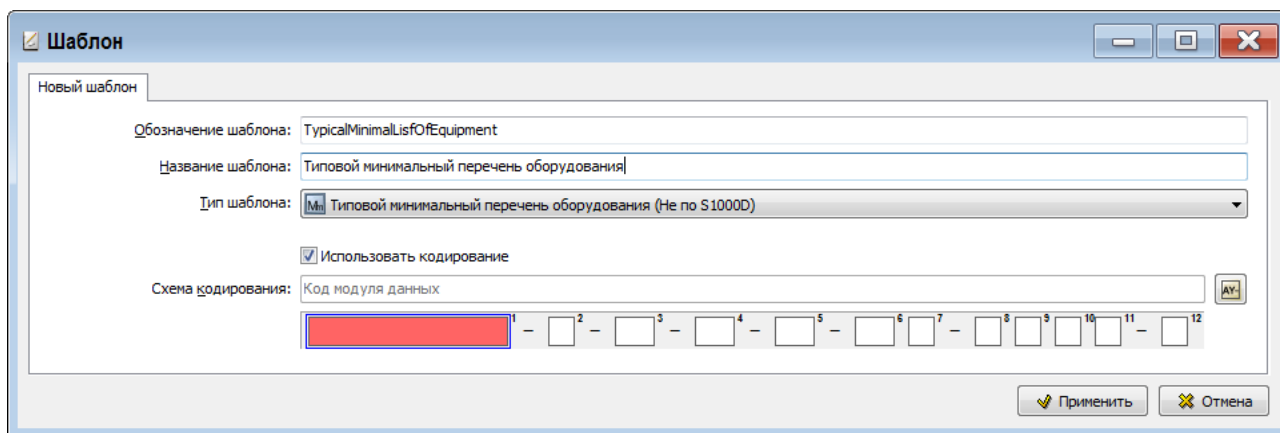 Шаблон
Новый шаблон
Обозначение шаблона: TypicalMinimalLisfOfEquipment
Название шаблона: Типовой минимальный перечень оборудования
Тип шаблона: Mm Типовой минимальный перечень оборудования (Не по S1000D)
Использовать кодирование
Схема кодирования: Код модуля данных AY-
1 – 2 – 3 – 4 – 5 – 6 7 – 8 9 10 11 – 12
Применить Отмена